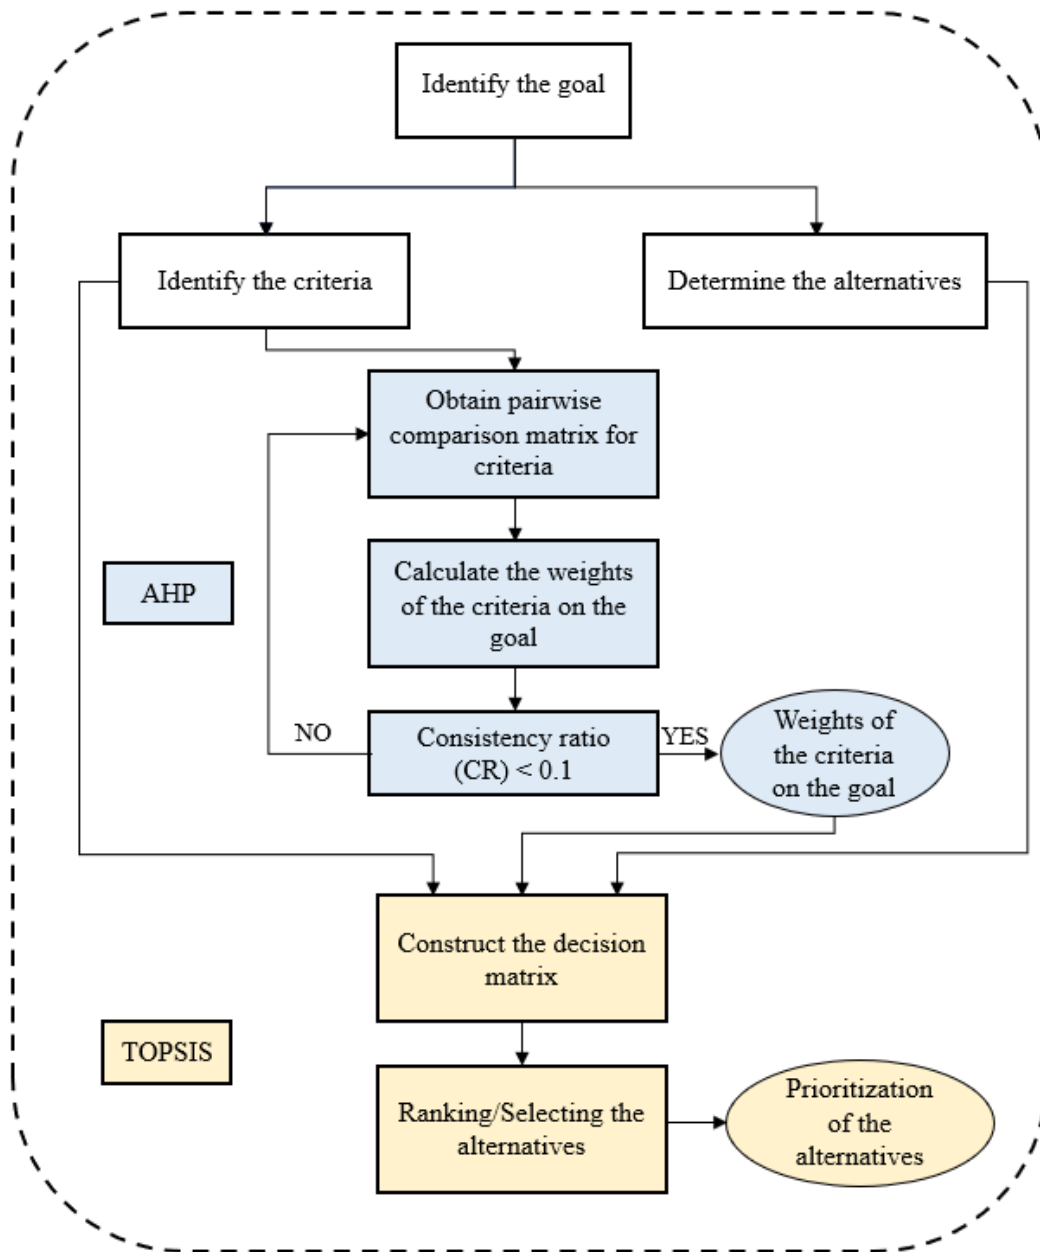 Identify the goal
Identify the criteria
Determine the alternatives
Obtain pairwise
comparison matrix for
criteria
Calculate the weights
of the criteria on the
goal
AHP
NO
Consistency ratio
(CR) < 0.1
YES
Weights of
the criteria
on the goal
Construct the decision
matrix
TOPSIS
Ranking/Selecting the
alternatives
Prioritization
of the
alternatives